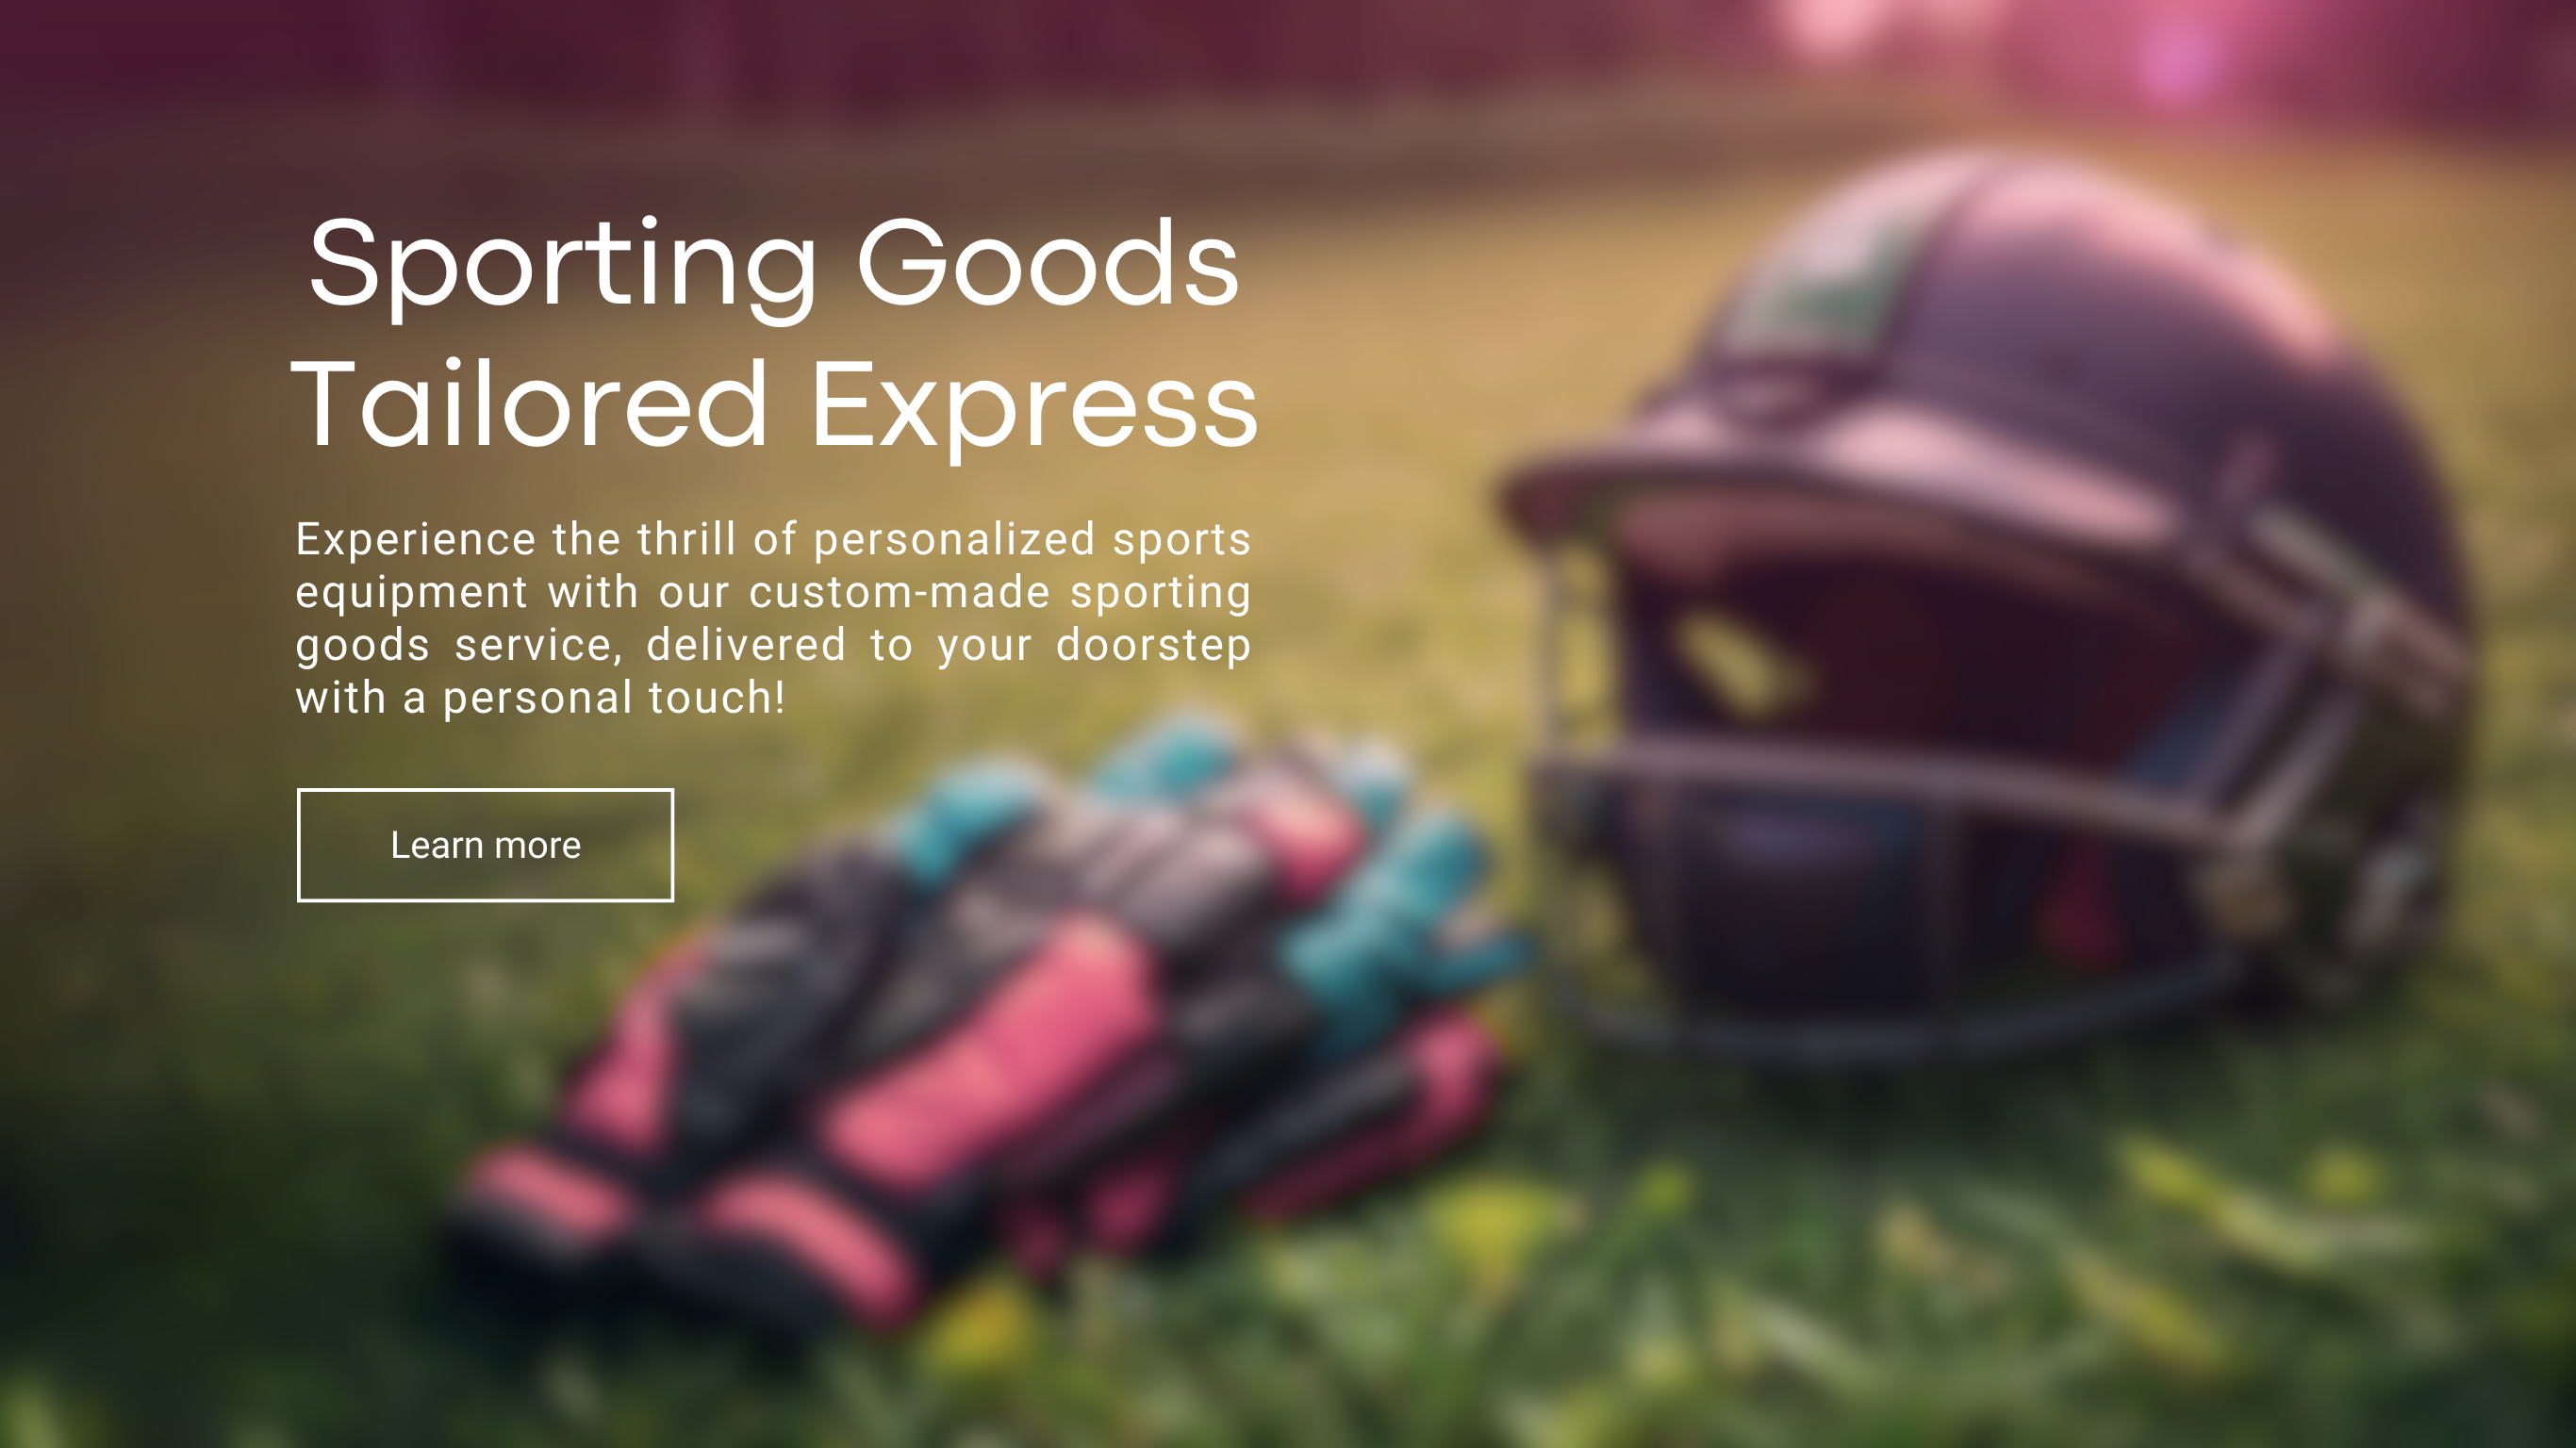 Sporting Goods
Tailored Express
Experience the thrill of personalized sports
equipment with our custom-made sporting
goods service, delivered to your doorstep
with a personal touch!
Learn more